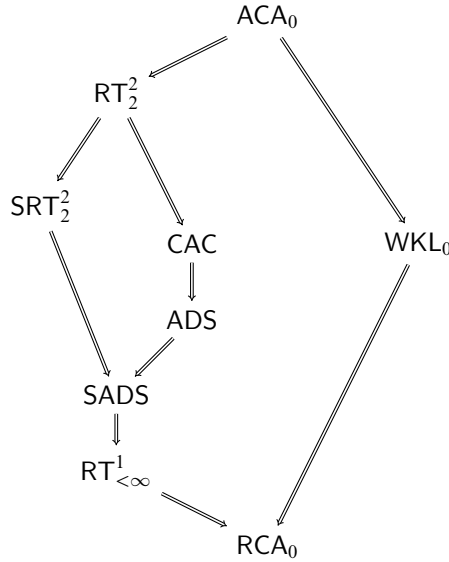 ACA₀
RT²₂
SRT²₂
CAC
WKL₀
ADS
SADS
RT¹<∞
RCA₀